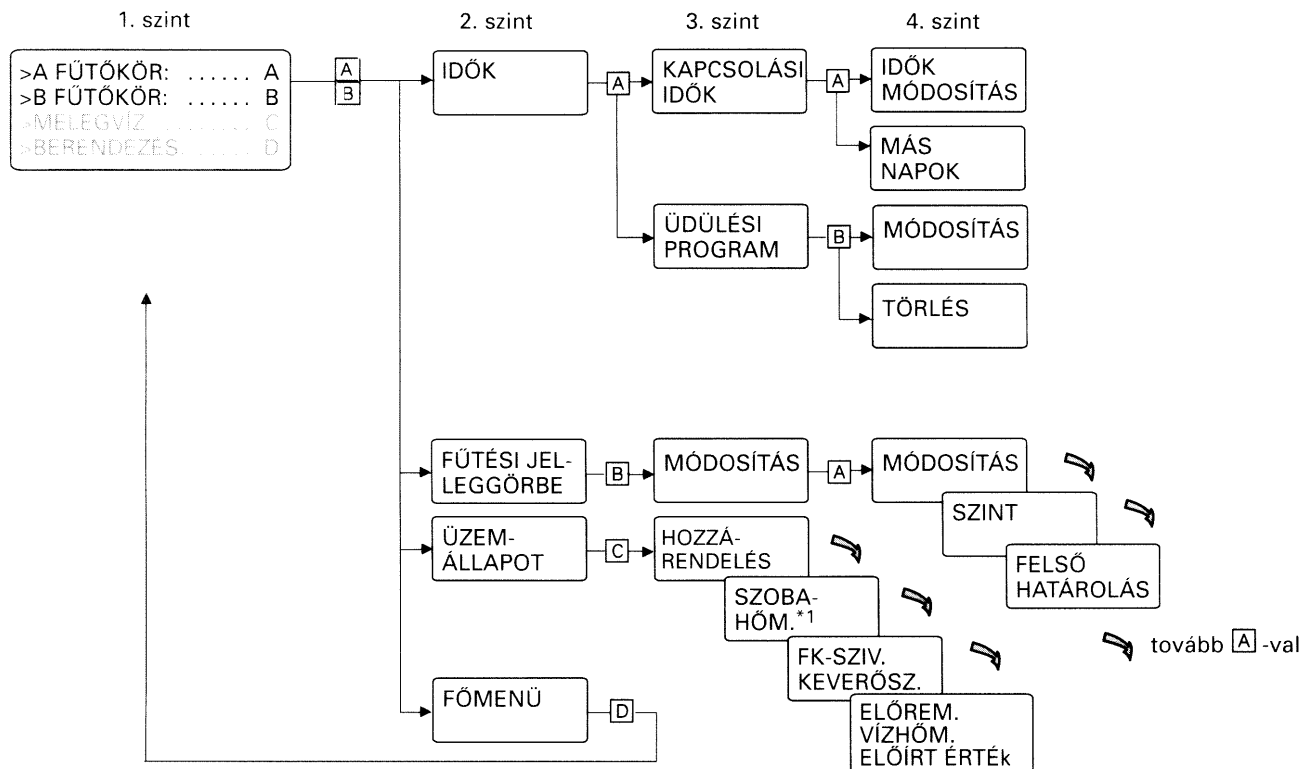 1. szint
2. szint
3. szint
4. szint
>A FŰTŐKÖR: ...... A
>B FŰTŐKÖR: ...... B
>MELEGVÍZ ........ C
>BERENDEZÉS ...... D
A
B
IDŐK
A
KAPCSOLÁSI
IDŐK
A
IDŐK
MÓDOSÍTÁS
MÁS
NAPOK
ÜDÜLÉSI
PROGRAM
B
MÓDOSÍTÁS
TÖRLÉS
FŰTÉSI JEL-
LEGGÖRBE
B
MÓDOSÍTÁS
A
MÓDOSÍTÁS
SZINT
FELSŐ
HATÁROLÁS
ÜZEM-
ÁLLAPOT
C
HOZZÁ-
RENDELÉS
SZOBA-
HŐM.*1
FK-SZIV.
KEVERŐSZ.
ELŐREM.
VÍZHŐM.
ELŐÍRT ÉRTÉk
tovább A -val
FŐMENÜ
D